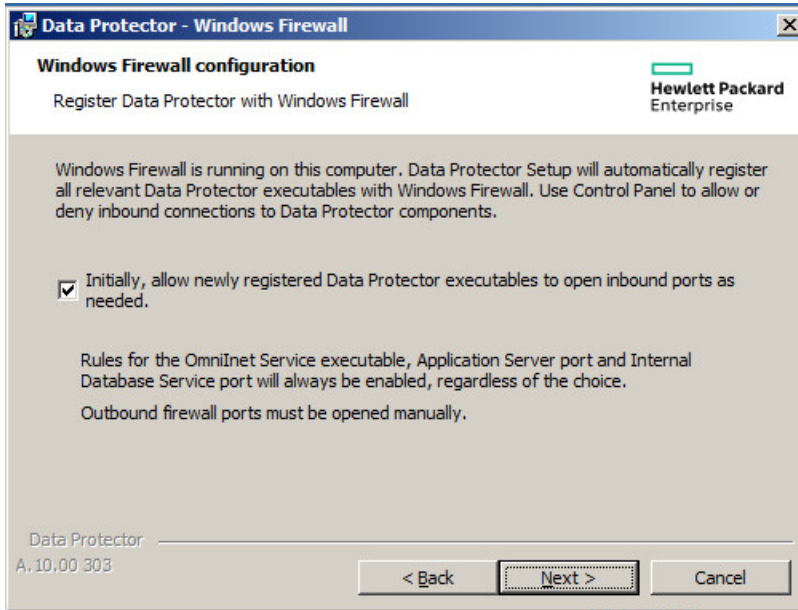 Data Protector - Windows Firewall
Windows Firewall configuration
Register Data Protector with Windows Firewall
Hewlett Packard
Enterprise
Windows Firewall is running on this computer. Data Protector Setup will automatically register
all relevant Data Protector executables with Windows Firewall. Use Control Panel to allow or
deny inbound connections to Data Protector components.
Initially, allow newly registered Data Protector executables to open inbound ports as
needed.
Rules for the OmniInet Service executable, Application Server port and Internal
Database Service port will always be enabled, regardless of the choice.
Outbound firewall ports must be opened manually.
Data Protector
A.10.00 303
< Back
Next >
Cancel